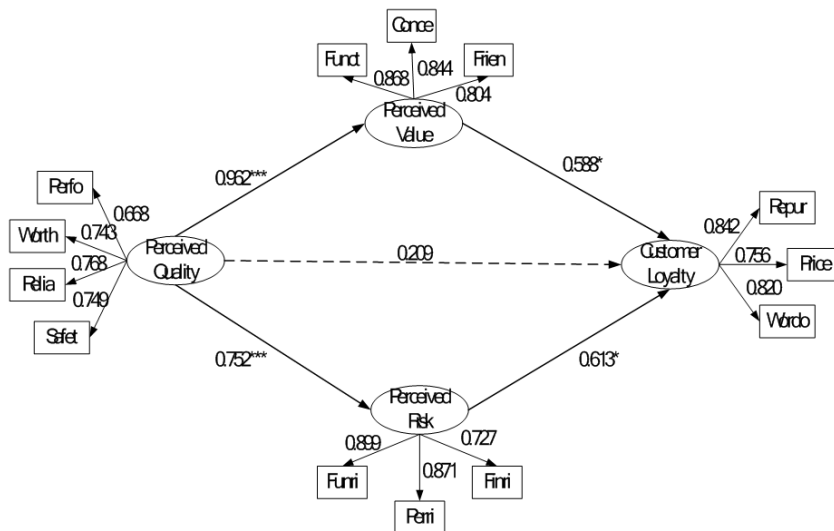 Conce
Funct
Frien
0.868
0.844
0.804
Perceived
Value
0.962***
0.588*
Perfo
0.668
Worth
0.743
Relia
0.768
Safet
0.749
Perceived
Quality
0.209
Customer
Loyalty
Repur
0.842
Price
0.756
Wordo
0.820
0.752***
0.613*
Perceived
Risk
0.899
0.871
0.727
Funri
Perri
Finri